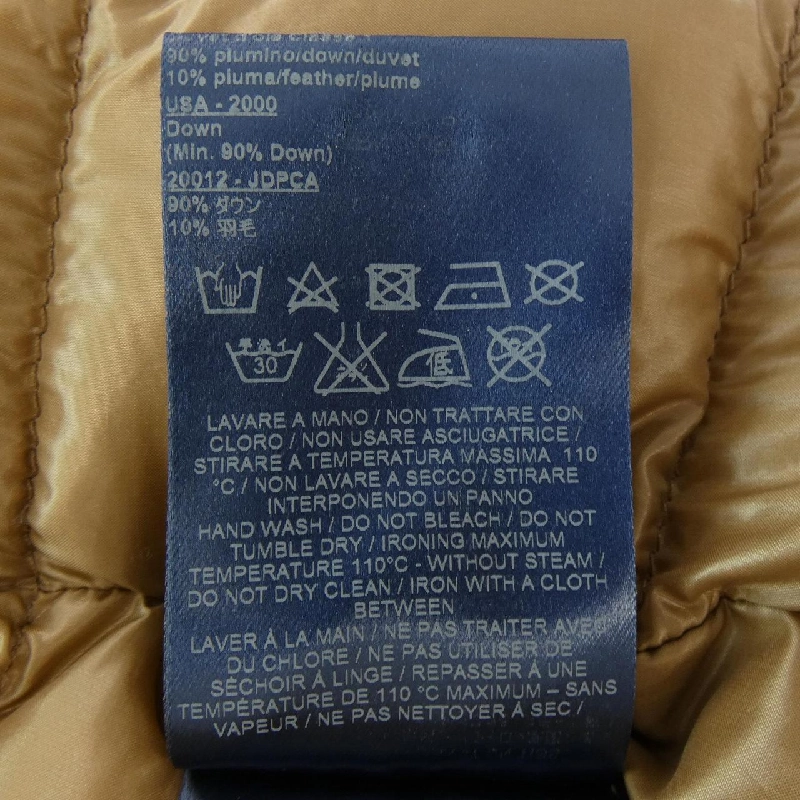 90% piumino/down/duvet
10% piuma/feather/plume
USA - 2000
Down
(Min. 90% Down)
20012 - JDPCA
90% ダウン
10% 羽毛
手洗イ
30
低
LAVARE A MANO / NON TRATTARE CON
CLORO / NON USARE ASCIUGATRICE /
STIRARE A TEMPERATURA MASSIMA 110
°C / NON LAVARE A SECCO / STIRARE
INTERPONENDO UN PANNO
HAND WASH / DO NOT BLEACH / DO NOT
TUMBLE DRY / IRONING MAXIMUM
TEMPERATURE 110°C - WITHOUT STEAM /
DO NOT DRY CLEAN / IRON WITH A CLOTH
BETWEEN
LAVER À LA MAIN / NE PAS TRAITER AVEC
DU CHLORE / NE PAS UTILISER DE
SÉCHOIR À LINGE / REPASSER À UNE
TEMPÉRATURE DE 110 °C MAXIMUM – SANS
VAPEUR / NE PAS NETTOYER À SEC /